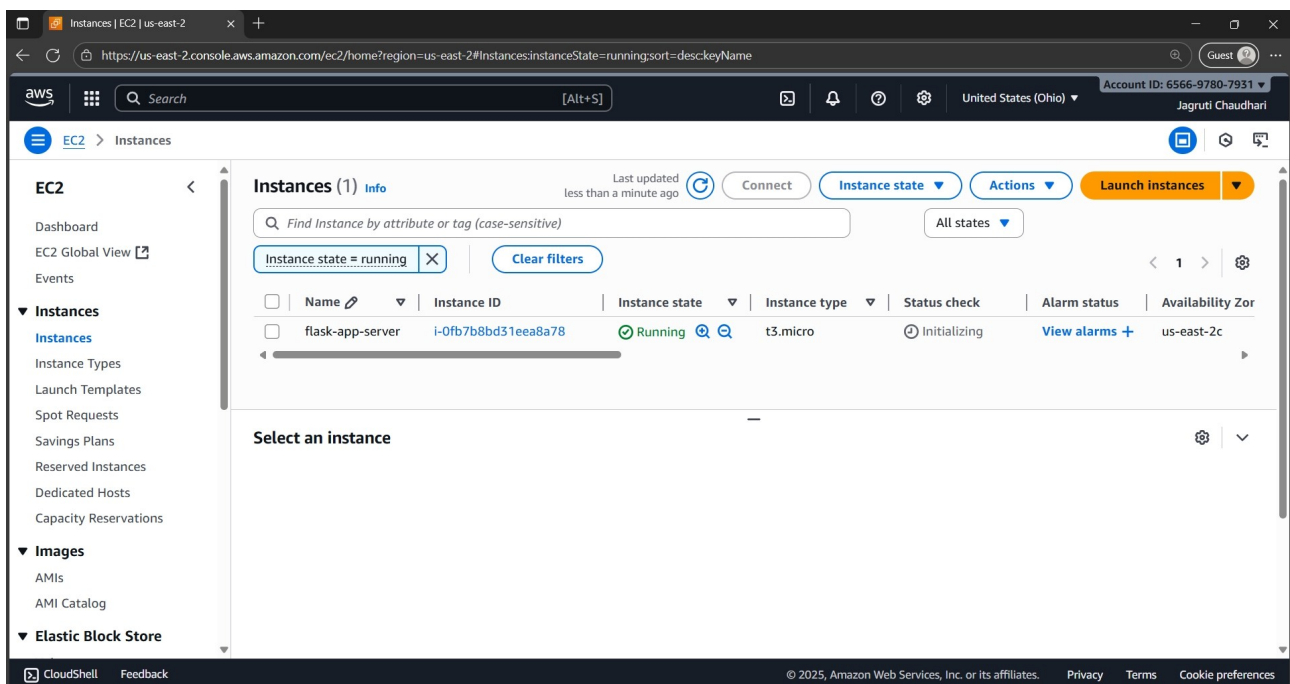 Instances | EC2 | us-east-2
https://us-east-2.console.aws.amazon.com/ec2/home?region=us-east-2#Instances:instanceState=running;sort=desc:keyName
Guest
aws
Search
[Alt+S]
United States (Ohio)
Account ID: 6566-9780-7931
Jagruti Chaudhari
EC2 > Instances
EC2
Dashboard
EC2 Global View
Events
Instances
Instances
Instance Types
Launch Templates
Spot Requests
Savings Plans
Reserved Instances
Dedicated Hosts
Capacity Reservations
Images
AMIs
AMI Catalog
Elastic Block Store
Instances (1) Info
Last updated
less than a minute ago
Connect
Instance state
Actions
Launch instances
Find Instance by attribute or tag (case-sensitive)
All states
Instance state = running
Clear filters
1
Name Instance ID Instance state Instance type Status check Alarm status Availability Zor
flask-app-server i-0fb7b8bd31eea8a78 Running t3.micro Initializing View alarms + us-east-2c
Select an instance
CloudShell Feedback
© 2025, Amazon Web Services, Inc. or its affiliates. Privacy Terms Cookie preferences